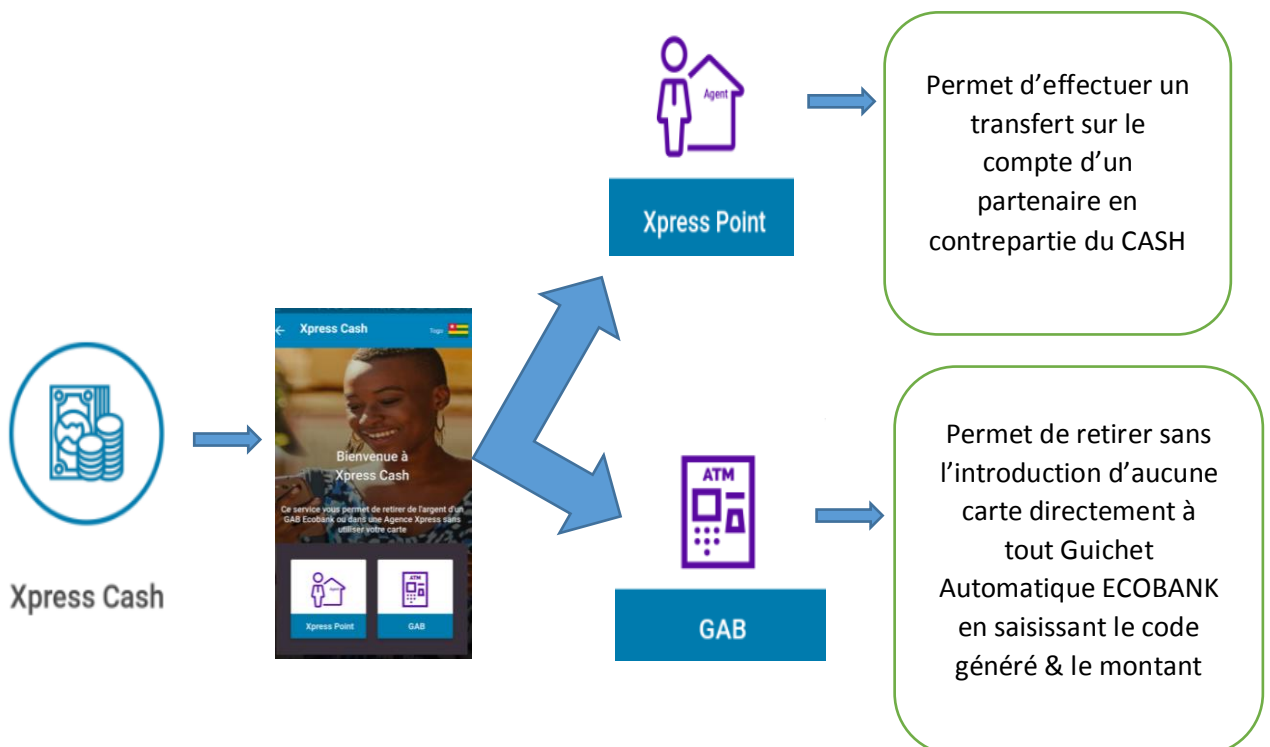 Xpress Cash
Xpress Cash
Togo
Bienvenue à
Xpress Cash
Ce service vous permet de retirer de l'argent d'un
GAB Ecobank ou dans une Agence Xpress sans
utiliser votre carte
Xpress Point
GAB
Agent
Xpress Point
Permet d’effectuer un
transfert sur le
compte d’un
partenaire en
contrepartie du CASH
ATM
GAB
Permet de retirer sans
l’introduction d’aucune
carte directement à
tout Guichet
Automatique ECOBANK
en saisissant le code
généré & le montant